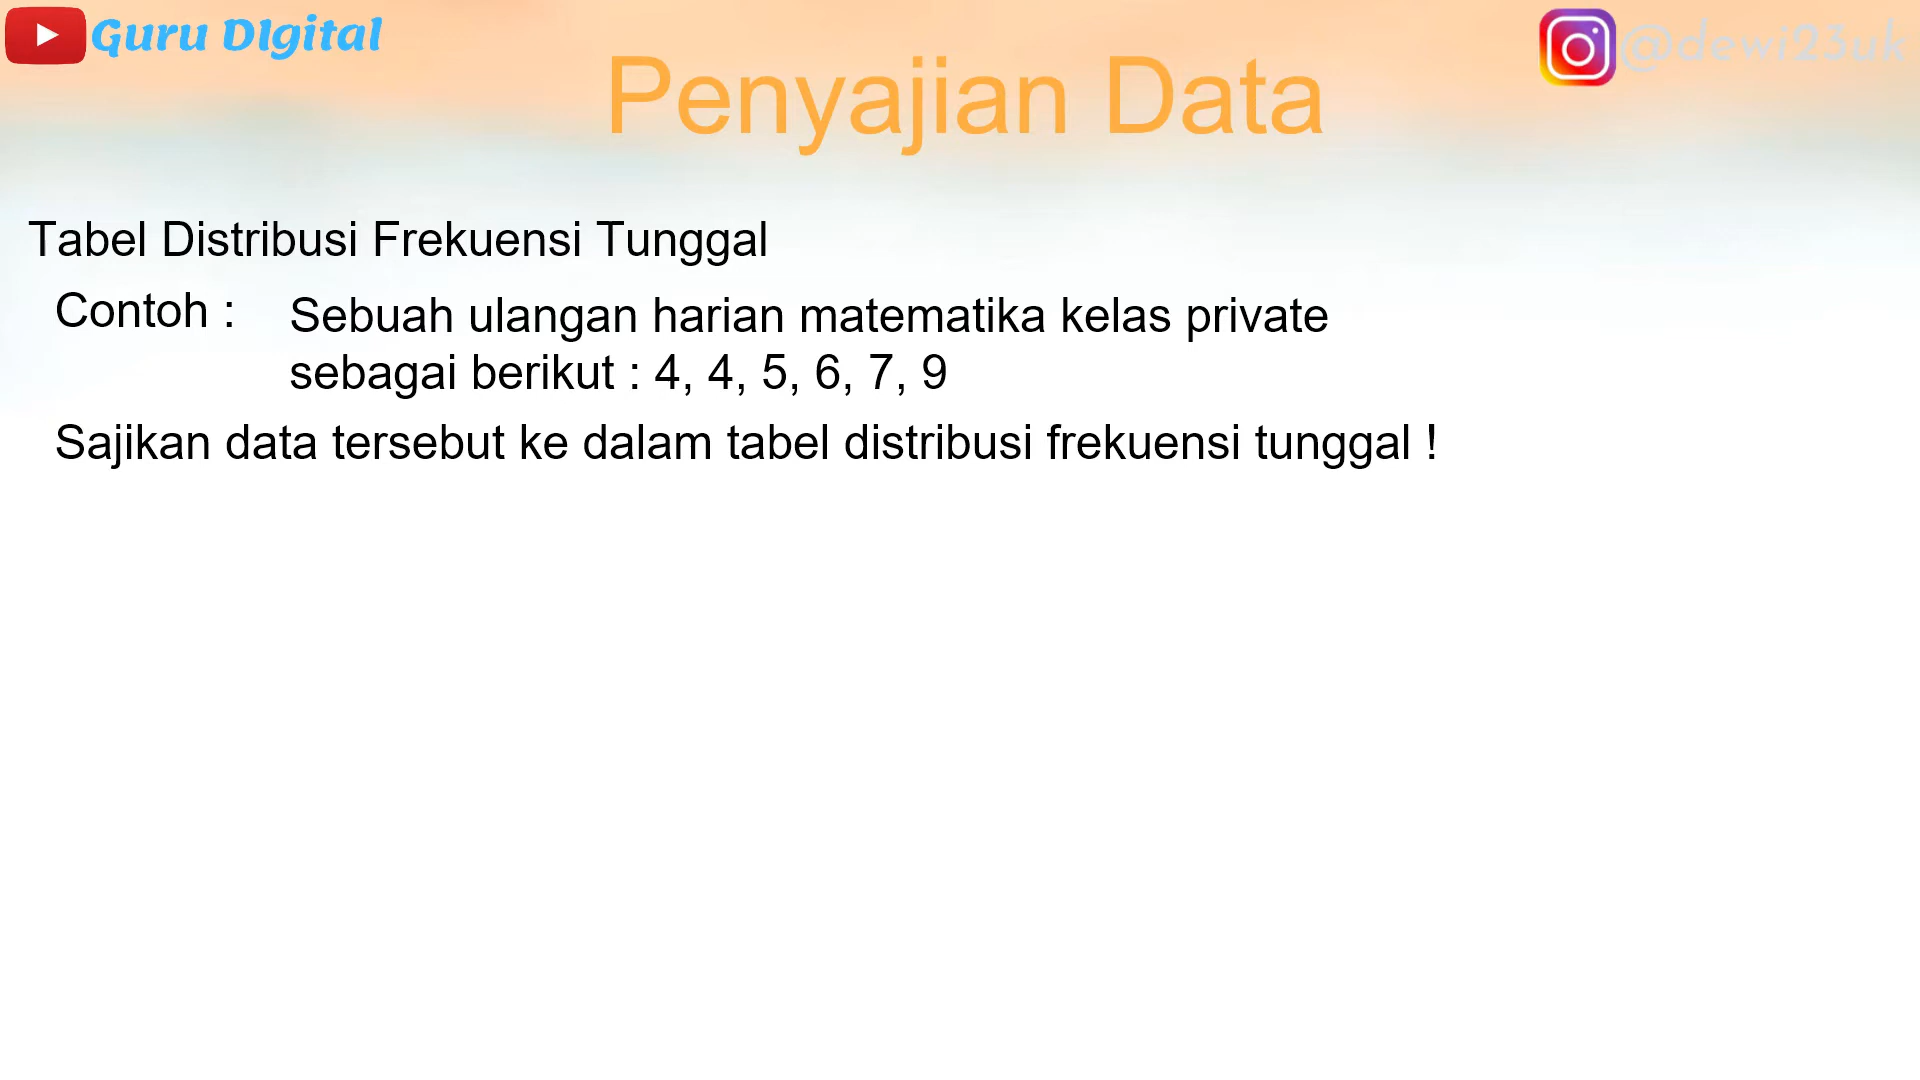 Guru DIgital
@dewi23uk
Penyajian Data
Tabel Distribusi Frekuensi Tunggal
Contoh : Sebuah ulangan harian matematika kelas private
sebagai berikut : 4, 4, 5, 6, 7, 9
Sajikan data tersebut ke dalam tabel distribusi frekuensi tunggal !